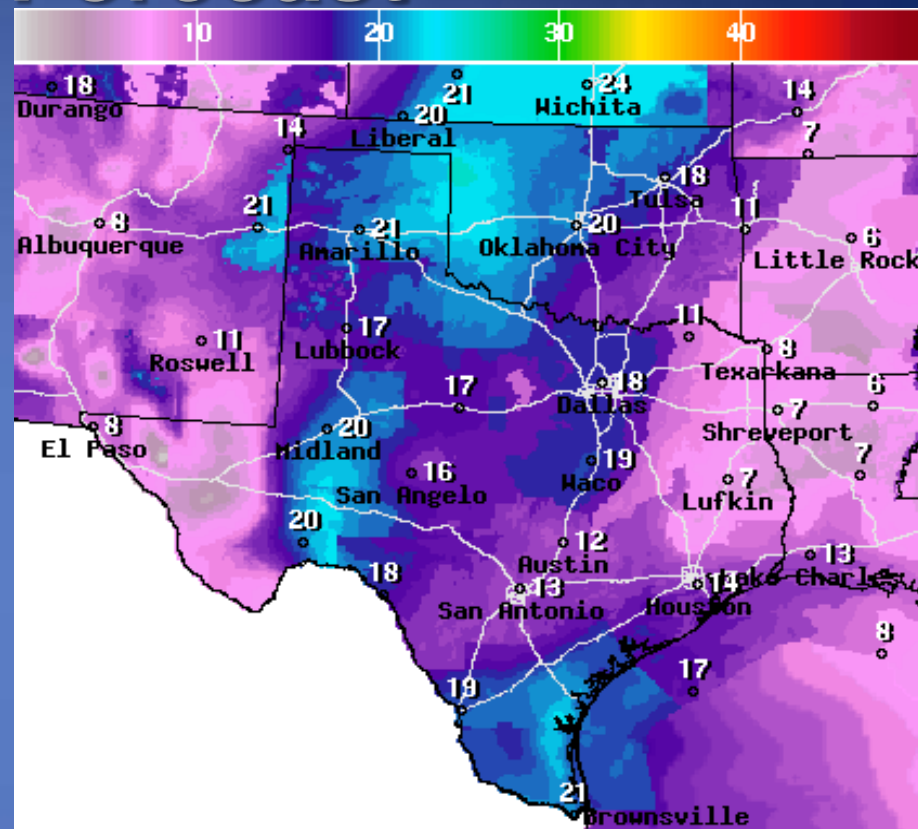 Forecast
10 20 30 40
18
Durango
21
24
Wichita
20
Liberal
14
14
7
18
Tulsa
8
Albuquerque
21
21
Amarillo
20
Oklahoma City
11
6
Little Rock
11
Roswell
17
Lubbock
11
8
Texarkana
17
18
Dallas
7
Shreveport
6
8
El Paso
20
Midland
16
San Angelo
19
Waco
7
Lufkin
7
20
18
12
Austin
13
San Antonio
14
Houston
13
Lake Charles
8
17
19
21
Brownsville